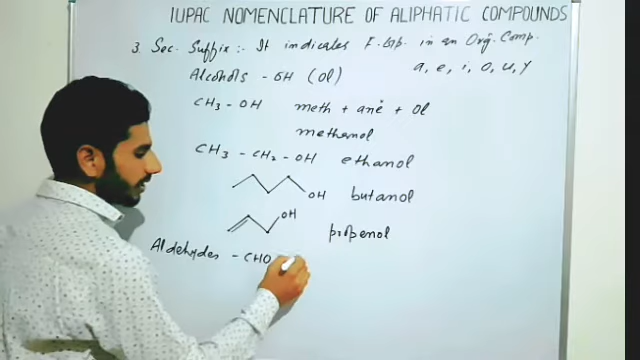 IUPAC NOMENCLATURE OF ALIPHATIC COMPOUNDS
3. Sec. Suffix :- It indicates F. Gp. in an Org. Comp.
Alcohols - OH (Ol) a, e, i, O, U, Y
CH3 - OH meth + ane + Ol
methanol
CH3 - CH2 - OH ethanol
OH butanol
OH propenol
Aldehydes - CHO